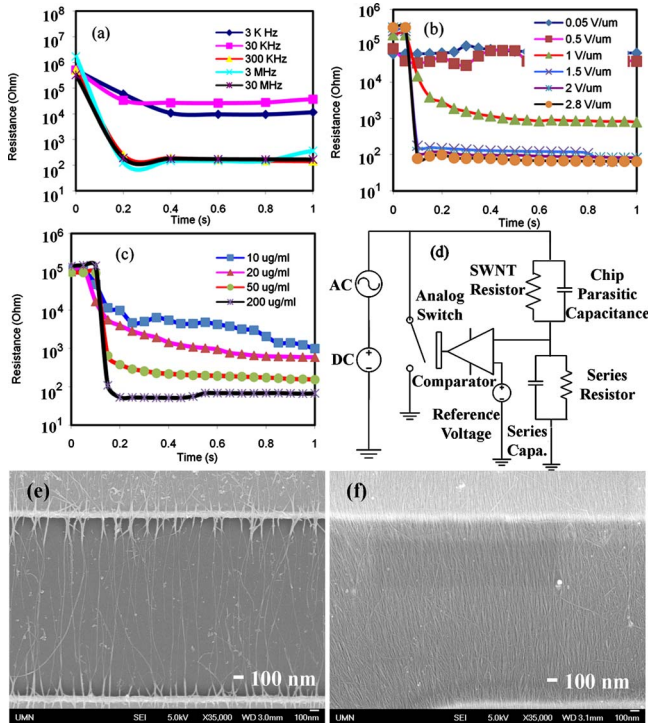 (a)
3 K Hz
30 KHz
300 KHz
3 MHz
30 MHz
Resistance (Ohm)
10^8
10^7
10^6
10^5
10^4
10^3
10^2
10^1
0 0.2 0.4 0.6 0.8 1
Time (s)
(b)
0.05 V/um
0.5 V/um
1 V/um
1.5 V/um
2 V/um
2.8 V/um
Resistance (Ohm)
10^6
10^5
10^4
10^3
10^2
10^1
0 0.2 0.4 0.6 0.8 1
Time (s)
(c)
10 ug/ml
20 ug/ml
50 ug/ml
200 ug/ml
Resistance (Ohm)
10^6
10^5
10^4
10^3
10^2
10^1
0 0.2 0.4 0.6 0.8 1
Time (s)
(d)
AC
DC
Analog
Switch
SWNT
Resistor
Chip
Parasitic
Capacitance
Comparator
Reference
Voltage
Series
Capa.
Series
Resistor
(e)
100 nm
UMN SEI 5.0kV X35,000 WD 3.0mm 100nm
(f)
100 nm
UMN SEI 5.0kV X35,000 WD 3.1mm 100nm